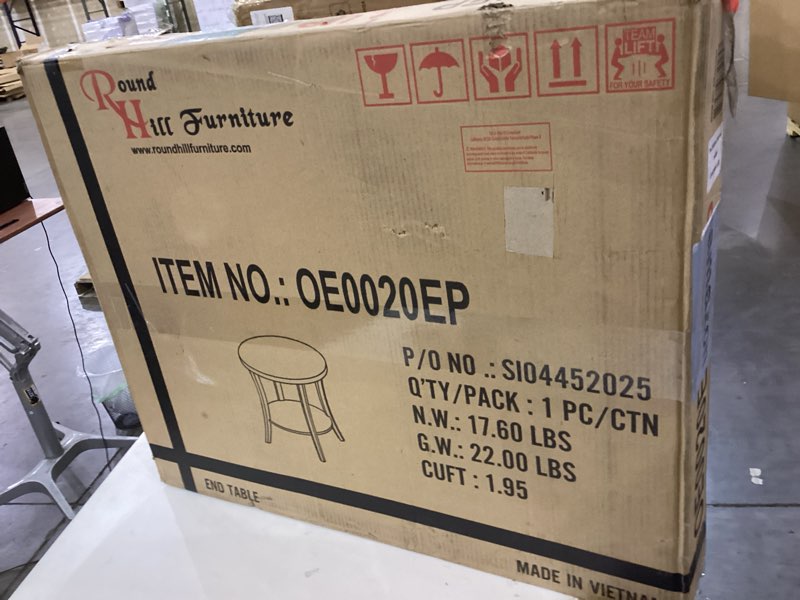 Round
Hill Furniture
www.roundhillfurniture.com
TEAM
LIFT!
FOR YOUR SAFETY
ITEM NO.: OE0020EP
P/O NO .: SI04452025
Q'TY/PACK : 1 PC/CTN
N.W.: 17.60 LBS
G.W.: 22.00 LBS
CUFT : 1.95
END TABLE
MADE IN VIETNAM